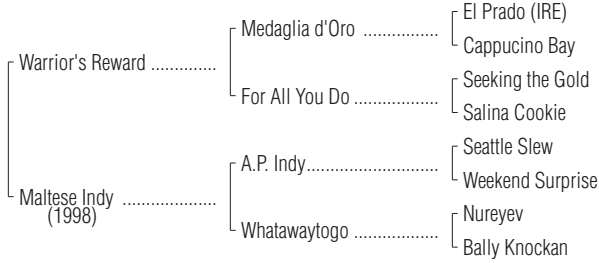 El Prado (IRE)
Medaglia d'Oro ................
Cappucino Bay
Warrior's Reward ..............
Seeking the Gold
For All You Do ..................
Salina Cookie
Seattle Slew
A.P. Indy............................
Weekend Surprise
Maltese Indy ....................
(1998)
Nureyev
Whatawaytogo ..................
Bally Knockan